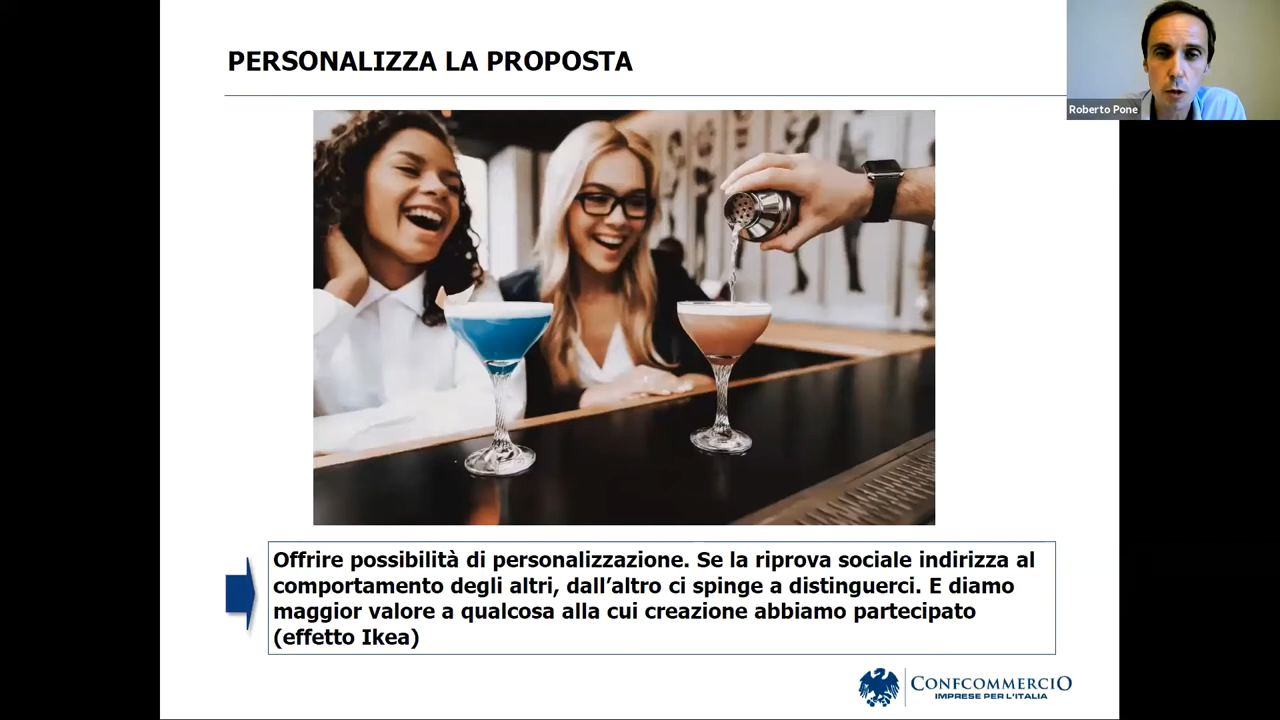 PERSONALIZZA LA PROPOSTA
Roberto Pone
Offrire possibilità di personalizzazione. Se la riprova sociale indirizza al
comportamento degli altri, dall’altro ci spinge a distinguerci. E diamo
maggior valore a qualcosa alla cui creazione abbiamo partecipato
(effetto Ikea)
CONFCOMMERCIO
IMPRESE PER L'ITALIA